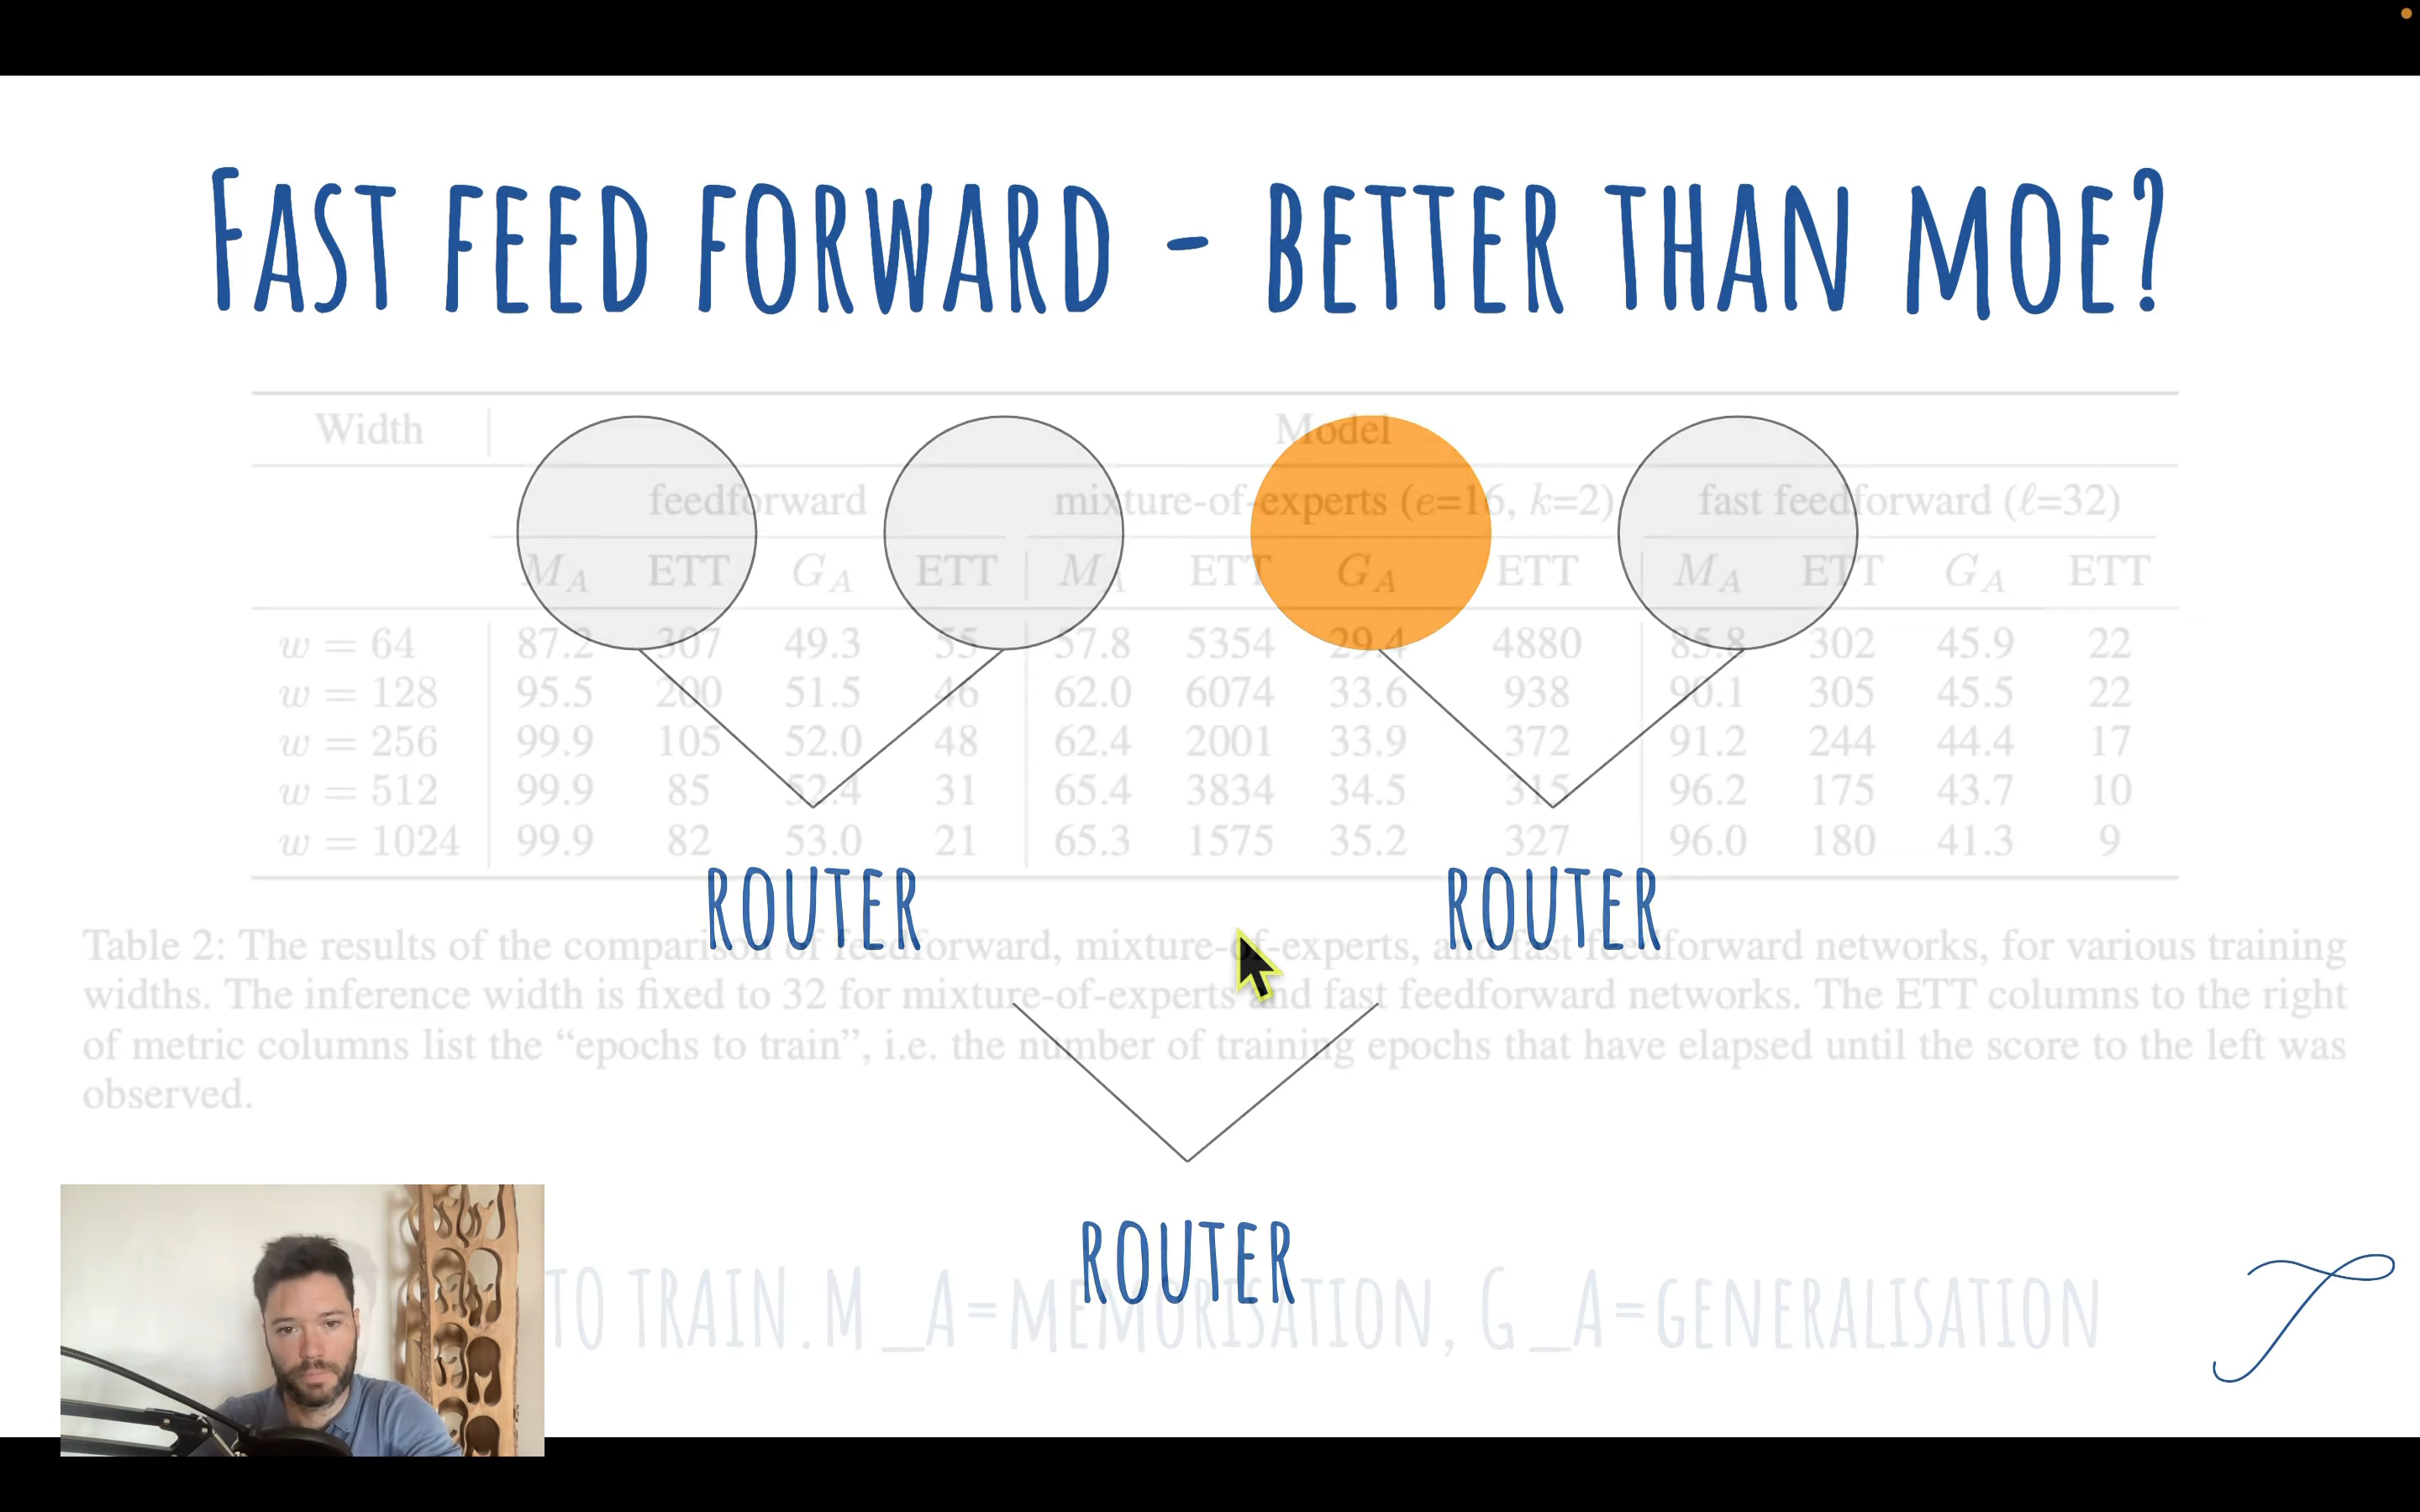 FAST FEED FORWARD - BETTER THAN MOE?
Width Model
feedforward mixture-of-experts (e=16, k=2) fast feedforward (ℓ=32)
M_A ETT G_A ETT M_A ETT G_A ETT M_A ETT G_A ETT
w = 64 87.2 307 49.3 55 57.8 5354 29.4 4880 85.8 302 45.9 22
w = 128 95.5 200 51.5 46 62.0 6074 33.6 938 90.1 305 45.5 22
w = 256 99.9 105 52.0 48 62.4 2001 33.9 372 91.2 244 44.4 17
w = 512 99.9 85 52.4 31 65.4 3834 34.5 315 96.2 175 43.7 10
w = 1024 99.9 82 53.0 21 65.3 1575 35.2 327 96.0 180 41.3 9
ROUTER ROUTER
Table 2: The results of the comparison of feedforward, mixture-of-experts, and fast feedforward networks, for various training
widths. The inference width is fixed to 32 for mixture-of-experts and fast feedforward networks. The ETT columns to the right
of metric columns list the “epochs to train”, i.e. the number of training epochs that have elapsed until the score to the left was
observed.
ROUTER
TO TRAIN. M_A=MEMORISATION, G_A=GENERALISATION